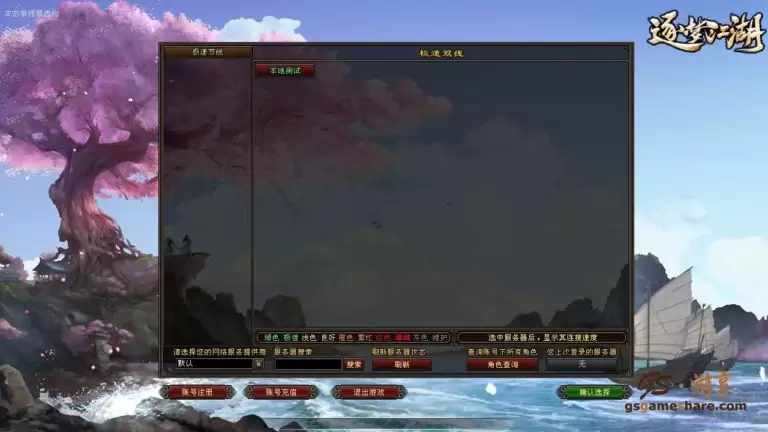 逐梦江湖
极速双线
极速双线
本地测试
绿色 极佳 浅色 良好 橙色 繁忙 红色 爆满 灰色 维护
选中服务器后，显示其连接速度
请选择您的网络服务提供商 服务器搜索 刷新服务器状态 查询账号下所有角色 您上次登录的服务器
默认 搜索 刷新 角色查询 无
账号注册 账号充值 退出游戏 确认选择
gsgameshare.com